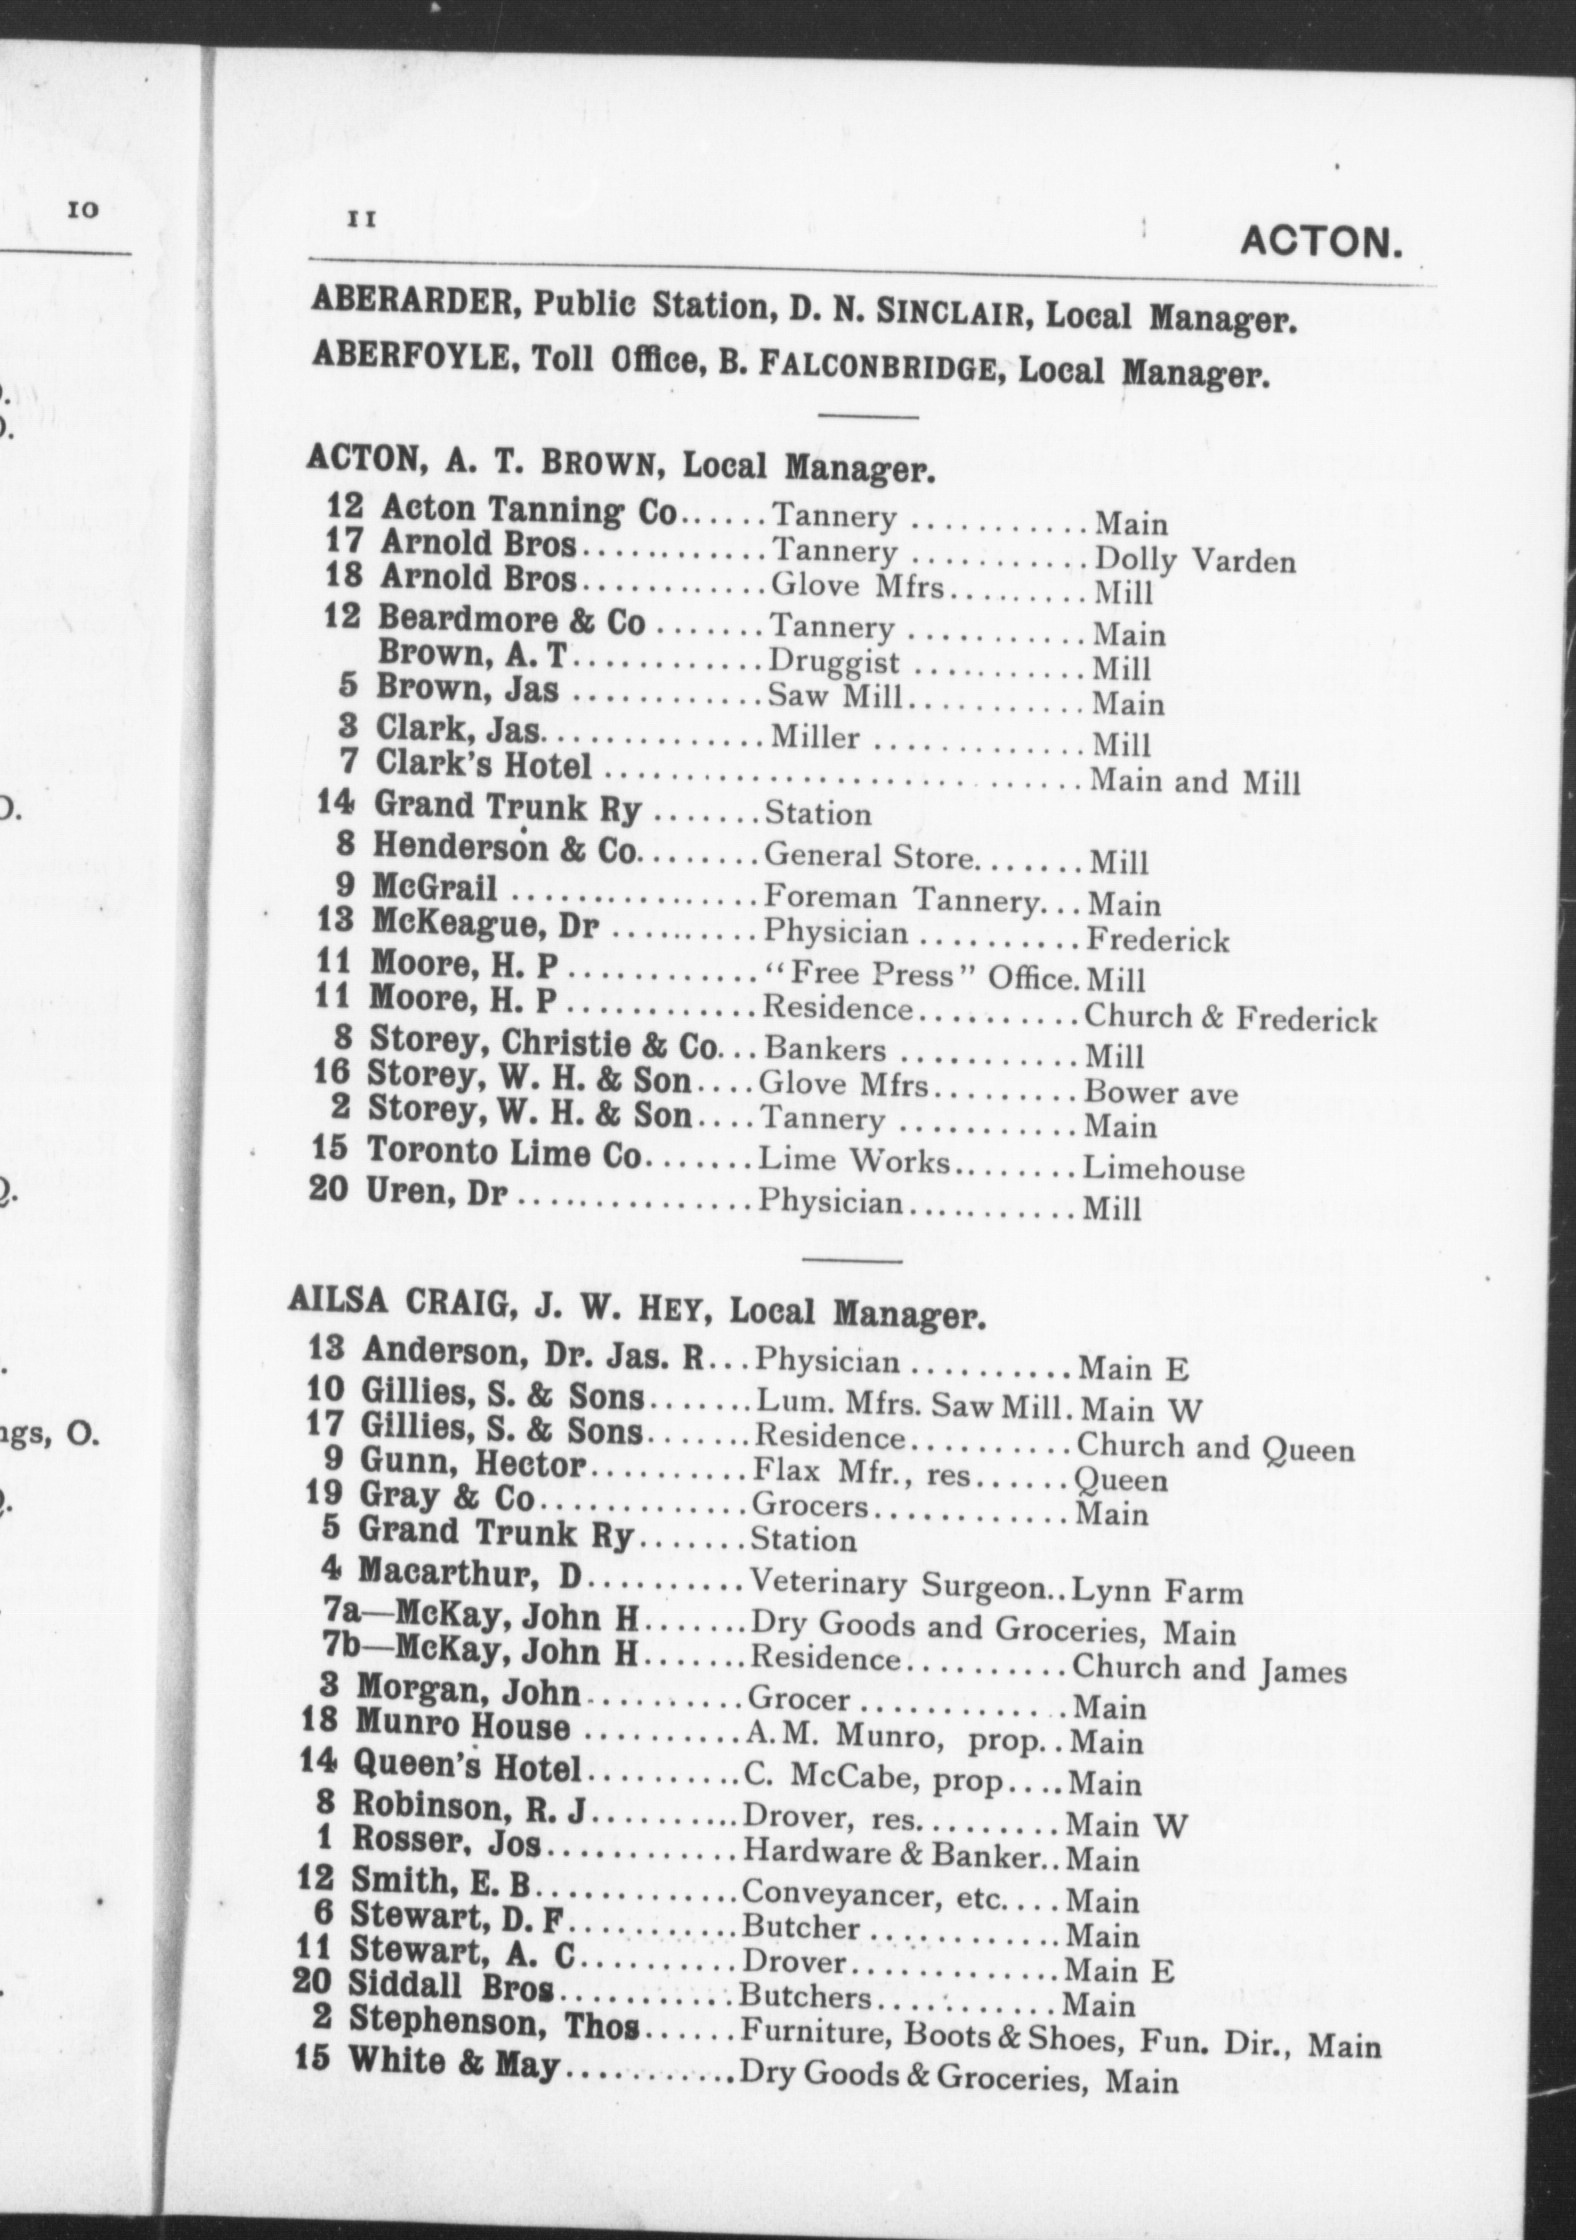 10
ngs, O.
11
ACTON.
ABERARDER, Public Station, D. N. SINCLAIR, Local Manager.
ABERFOYLE, Toll Office, B. FALCONBRIDGE, Local Manager.
ACTON, A. T. BROWN, Local Manager.
12 Acton Tanning Co......Tannery ...........Main
17 Arnold Bros............Tannery ...........Dolly Varden
18 Arnold Bros............Glove Mfrs.........Mill
12 Beardmore & Co .......Tannery ...........Main
Brown, A. T............Druggist ...........Mill
5 Brown, Jas ............Saw Mill...........Main
3 Clark, Jas..............Miller .............Mill
7 Clark's Hotel ..............................Main and Mill
14 Grand Trunk Ry .......Station
8 Henderson & Co........General Store.......Mill
9 McGrail ................Foreman Tannery...Main
13 McKeague, Dr ..........Physician ..........Frederick
11 Moore, H. P............"Free Press" Office.Mill
11 Moore, H. P............Residence..........Church & Frederick
8 Storey, Christie & Co...Bankers ...........Mill
16 Storey, W. H. & Son....Glove Mfrs.........Bower ave
2 Storey, W. H. & Son....Tannery ...........Main
15 Toronto Lime Co.......Lime Works........Limehouse
20 Uren, Dr...............Physician...........Mill
AILSA CRAIG, J. W. HEY, Local Manager.
13 Anderson, Dr. Jas. R...Physician ..........Main E
10 Gillies, S. & Sons.......Lum. Mfrs. Saw Mill.Main W
17 Gillies, S. & Sons.......Residence..........Church and Queen
9 Gunn, Hector..........Flax Mfr., res......Queen
19 Gray & Co.............Grocers............Main
5 Grand Trunk Ry.......Station
4 Macarthur, D..........Veterinary Surgeon..Lynn Farm
7a—McKay, John H.......Dry Goods and Groceries, Main
7b—McKay, John H.......Residence..........Church and James
3 Morgan, John..........Grocer .............Main
18 Munro House ..........A. M. Munro, prop..Main
14 Queen's Hotel..........C. McCabe, prop....Main
8 Robinson, R. J..........Drover, res.........Main W
1 Rosser, Jos............Hardware & Banker..Main
12 Smith, E. B.............Conveyancer, etc....Main
6 Stewart, D. F...........Butcher ............Main
11 Stewart, A. C..........Drover.............Main E
20 Siddall Bros...........Butchers...........Main
2 Stephenson, Thos......Furniture, Boots & Shoes, Fun. Dir., Main
15 White & May...........Dry Goods & Groceries, Main